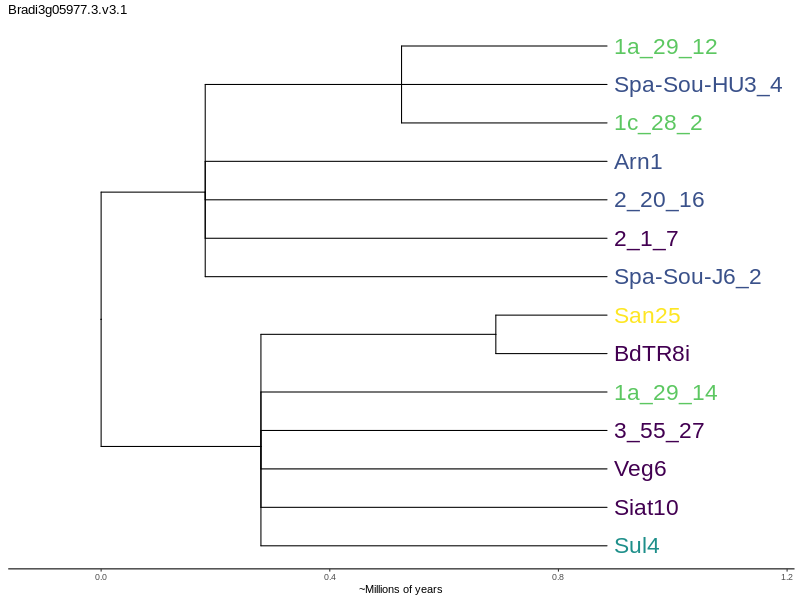 Bradi3g05977.3.v3.1
1a_29_12
Spa-Sou-HU3_4
1c_28_2
Arn1
2_20_16
2_1_7
Spa-Sou-J6_2
San25
BdTR8i
1a_29_14
3_55_27
Veg6
Siat10
Sul4
0.0 0.4 0.8 1.2
~Millions of years